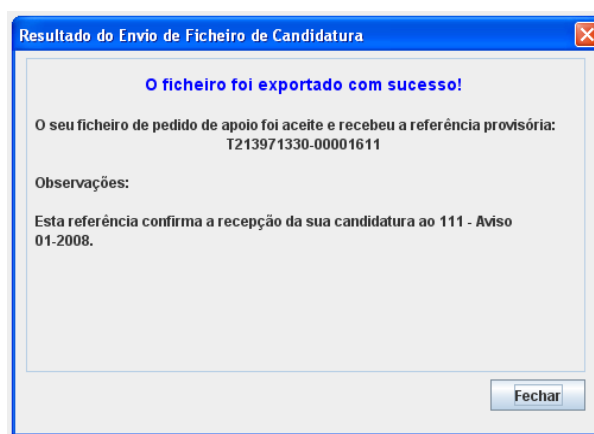 Resultado do Envio de Ficheiro de Candidatura
O ficheiro foi exportado com sucesso!
O seu ficheiro de pedido de apoio foi aceite e recebeu a referência provisória:
T213971330-00001611
Observações:
Esta referência confirma a recepção da sua candidatura ao 111 - Aviso
01-2008.
Fechar